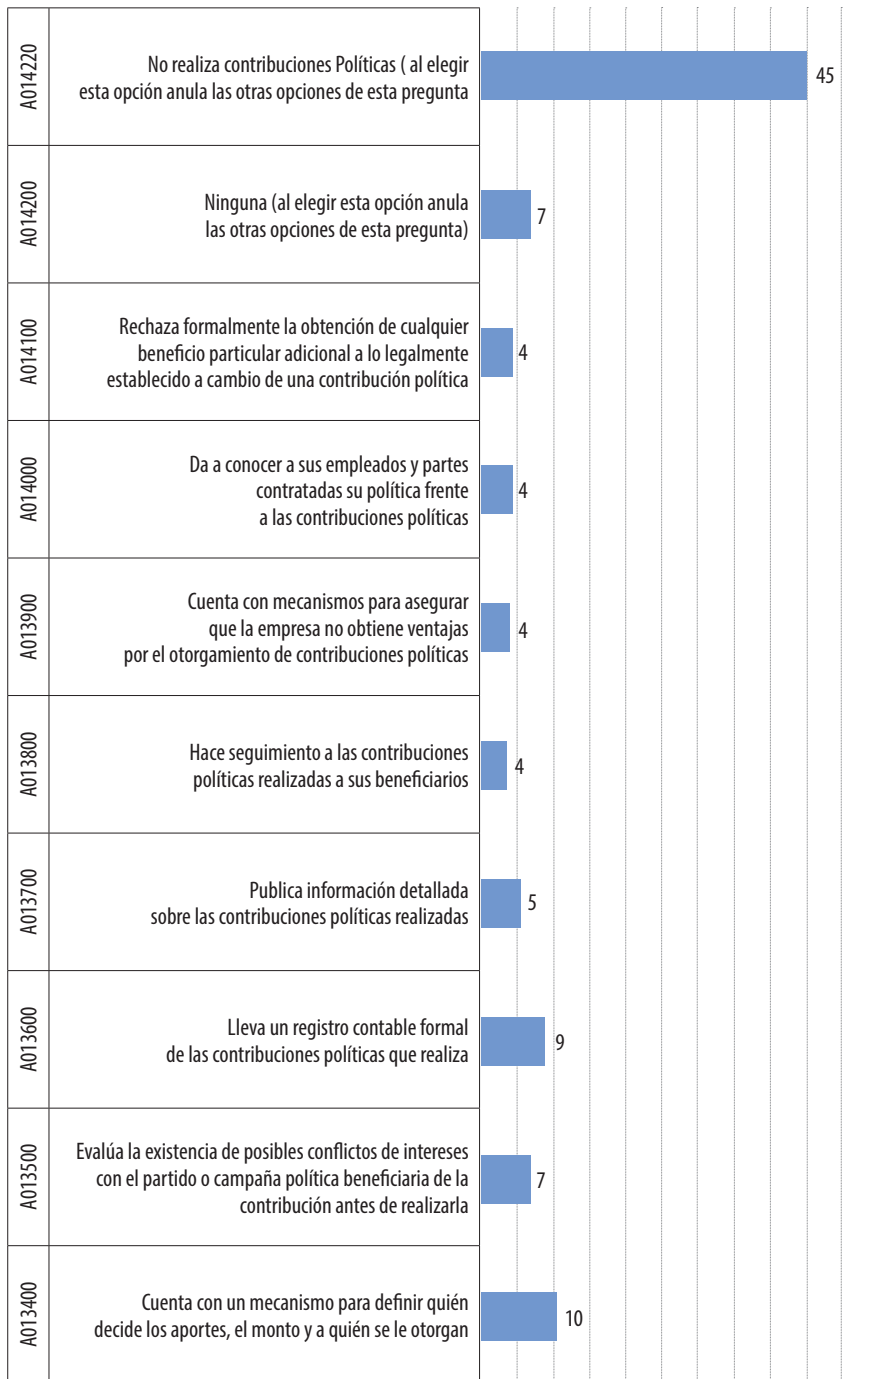 A014220
No realiza contribuciones Políticas ( al elegir
esta opción anula las otras opciones de esta pregunta
45
A014200
Ninguna (al elegir esta opción anula
las otras opciones de esta pregunta)
7
A014100
Rechaza formalmente la obtención de cualquier
beneficio particular adicional a lo legalmente
establecido a cambio de una contribución política
4
A014000
Da a conocer a sus empleados y partes
contratadas su política frente
a las contribuciones políticas
4
A013900
Cuenta con mecanismos para asegurar
que la empresa no obtiene ventajas
por el otorgamiento de contribuciones políticas
4
A013800
Hace seguimiento a las contribuciones
políticas realizadas a sus beneficiarios
4
A013700
Publica información detallada
sobre las contribuciones políticas realizadas
5
A013600
Lleva un registro contable formal
de las contribuciones políticas que realiza
9
A013500
Evalúa la existencia de posibles conflictos de intereses
con el partido o campaña política beneficiaria de la
contribución antes de realizarla
7
A013400
Cuenta con un mecanismo para definir quién
decide los aportes, el monto y a quién se le otorgan
10